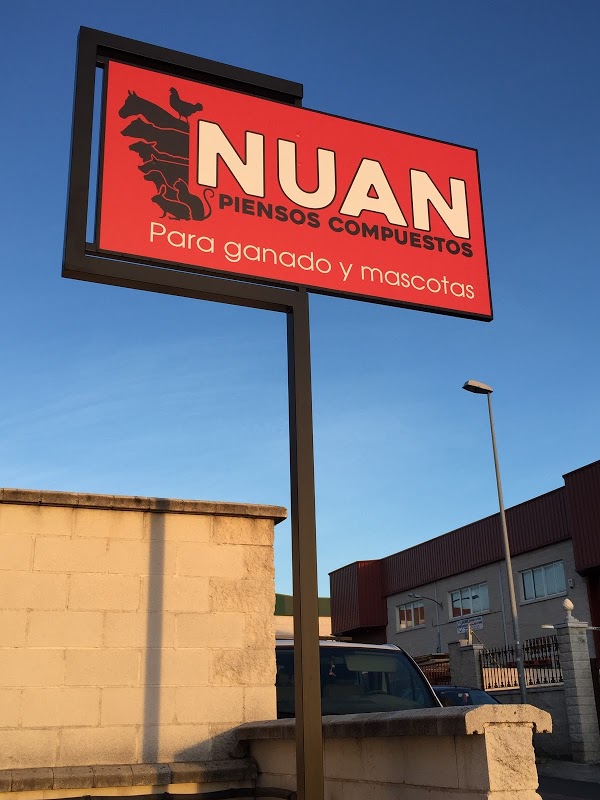 NUAN
PIENSOS COMPUESTOS
Para ganado y mascotas